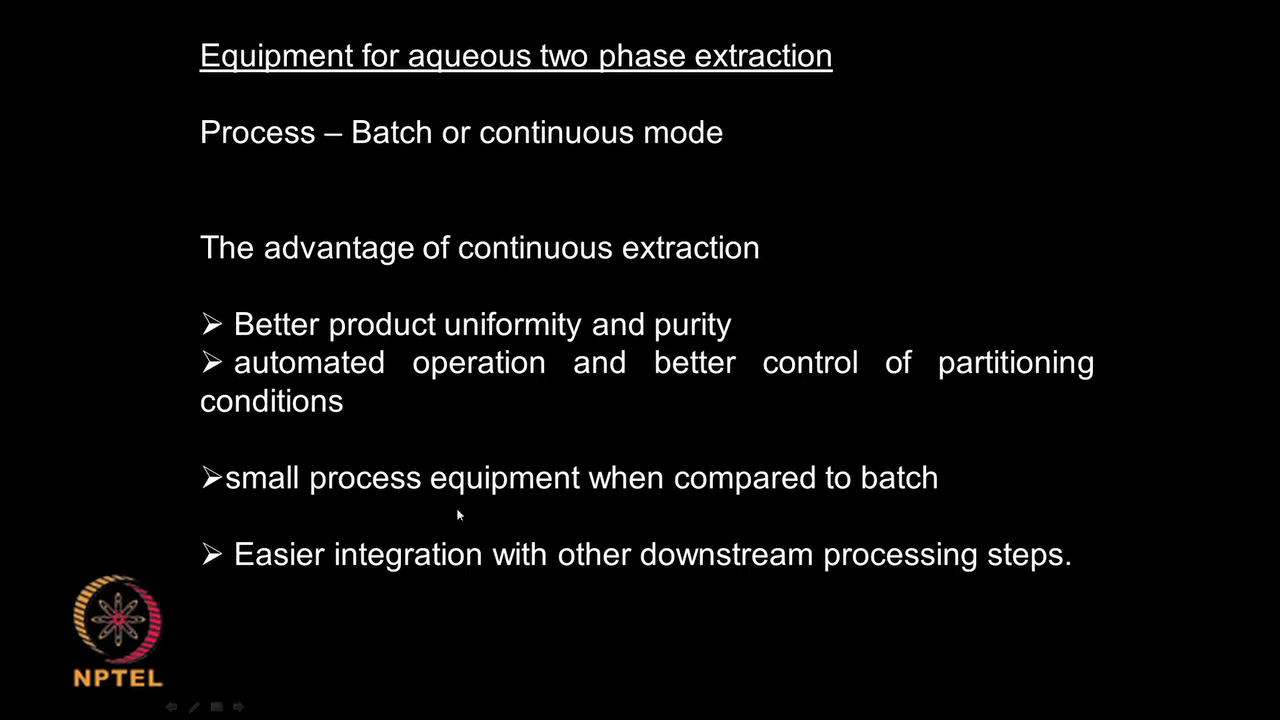 Equipment for aqueous two phase extraction
Process – Batch or continuous mode
The advantage of continuous extraction
➢ Better product uniformity and purity
➢ automated operation and better control of partitioning
conditions
➢small process equipment when compared to batch
➢ Easier integration with other downstream processing steps.
NPTEL